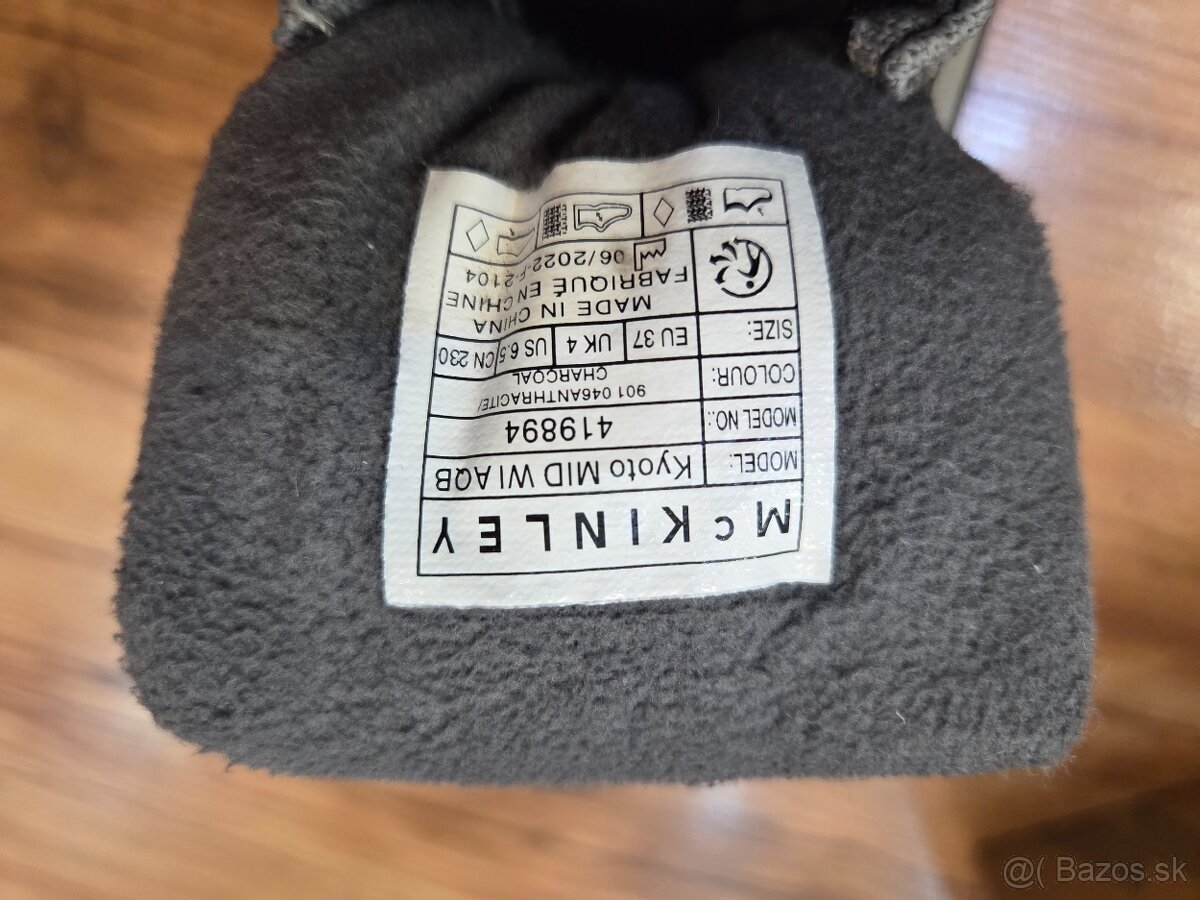 McKINLEY
MODEL: Kyoto MID WI AQB
MODEL NO.: 419894
COLOUR: 901 046ANTHRACITE/
CHARCOAL
SIZE: EU 37 UK 4 US 6.5 CN 230
MADE IN CHINA
FABRIQUÉ EN CHINE
06/2022-F-2104
@( Bazos.sk